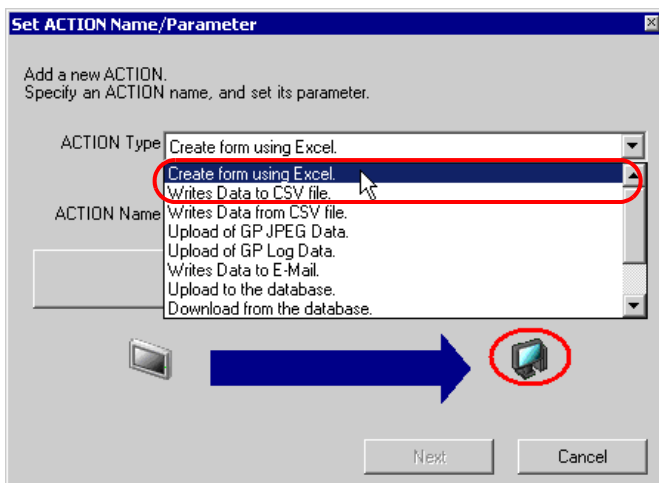 Set ACTION Name/Parameter
Add a new ACTION.
Specify an ACTION name, and set its parameter.
ACTION Type
Create form using Excel.
Create form using Excel.
Writes Data to CSV file.
ACTION Name
Writes Data from CSV file.
Upload of GP JPEG Data.
Upload of GP Log Data.
Writes Data to E-Mail.
Upload to the database.
Download from the database.
Next
Cancel